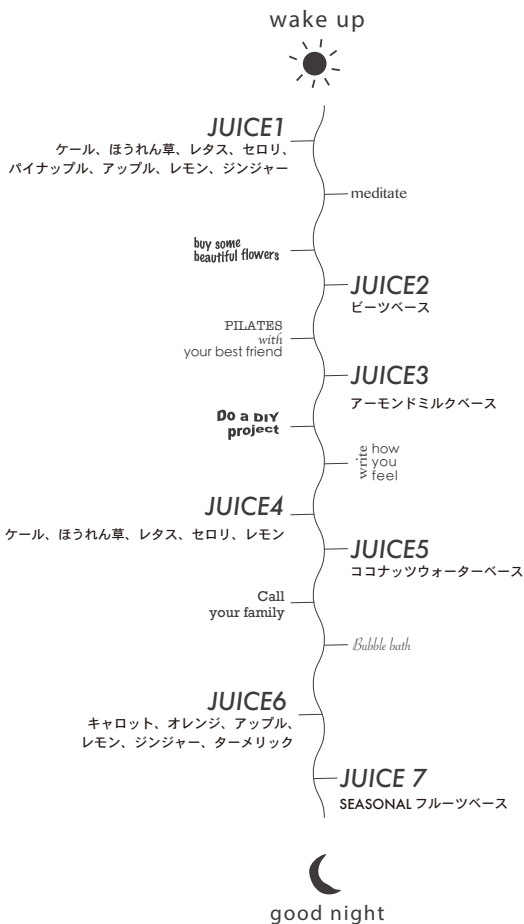 wake up
JUICE1
ケール、ほうれん草、レタス、セロリ、
パイナップル、アップル、レモン、ジンジャー
meditate
buy some
beautiful flowers
JUICE2
ビーツベース
PILATES
with
your best friend
JUICE3
アーモンドミルクベース
Do a DIY
project
write
how
you
feel
JUICE4
ケール、ほうれん草、レタス、セロリ、レモン
JUICE5
ココナッツウォーターベース
Call
your family
Bubble bath
JUICE6
キャロット、オレンジ、アップル、
レモン、ジンジャー、ターメリック
JUICE 7
SEASONAL フルーツベース
good night